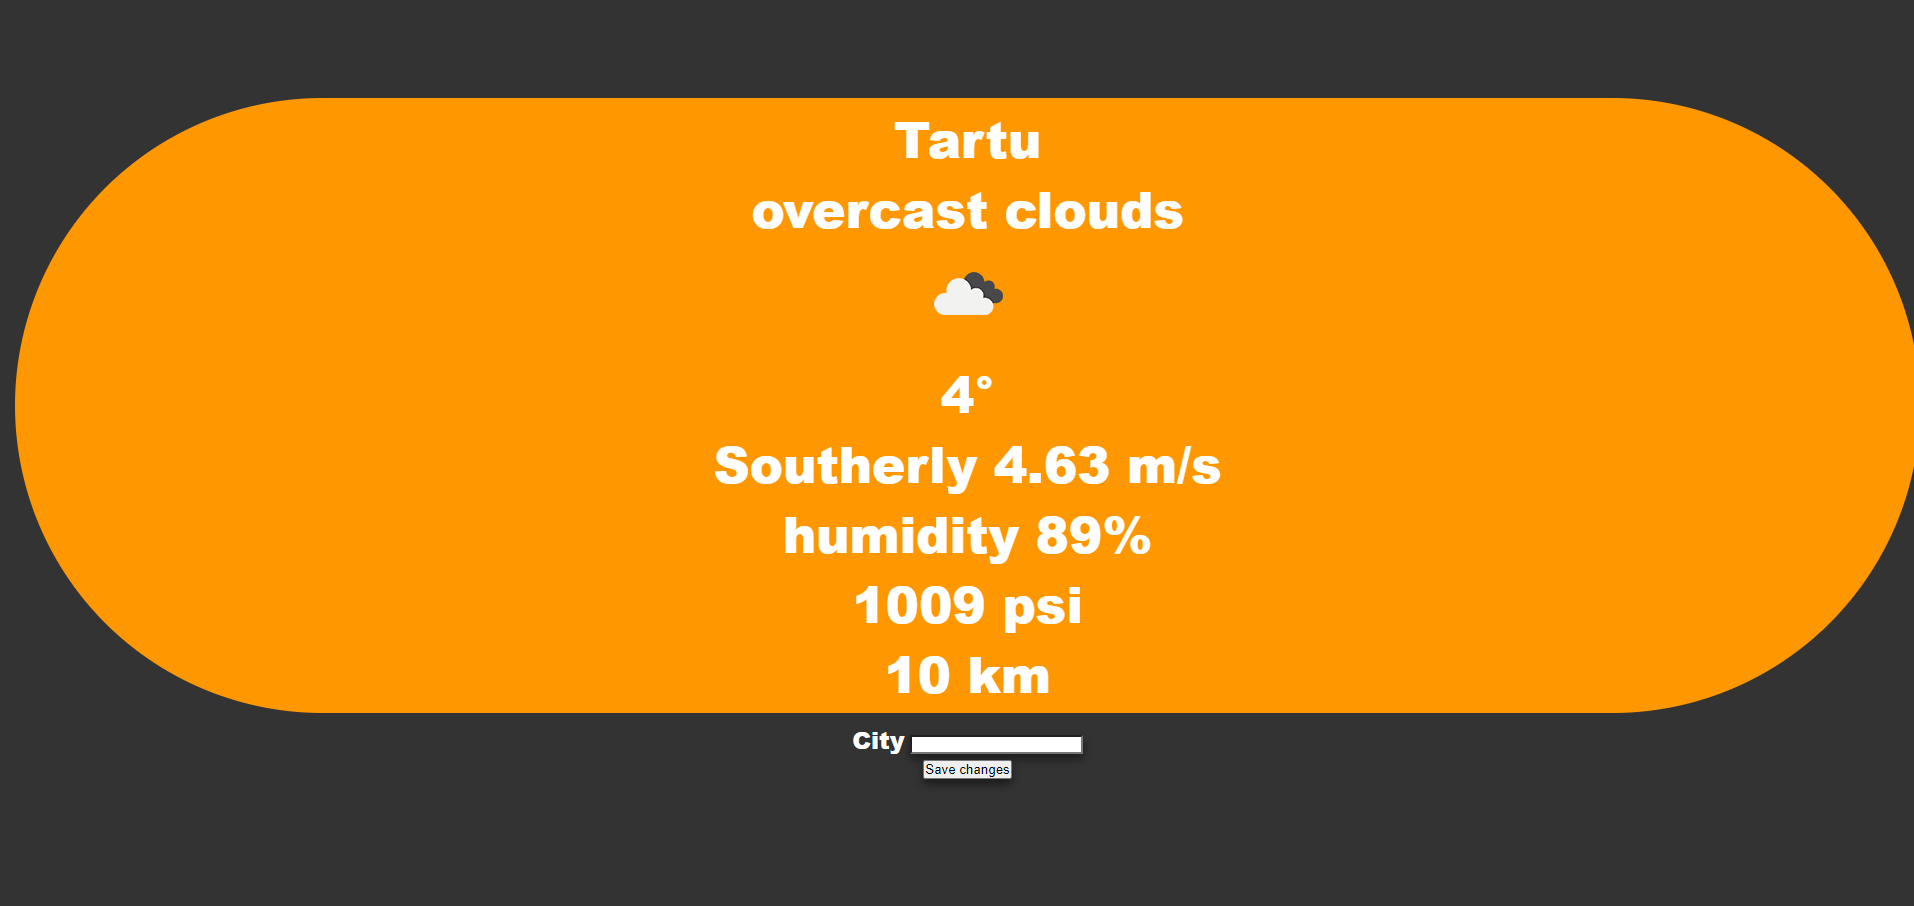 Tartu
overcast clouds
4°
Southerly 4.63 m/s
humidity 89%
1009 psi
10 km
City
Save changes